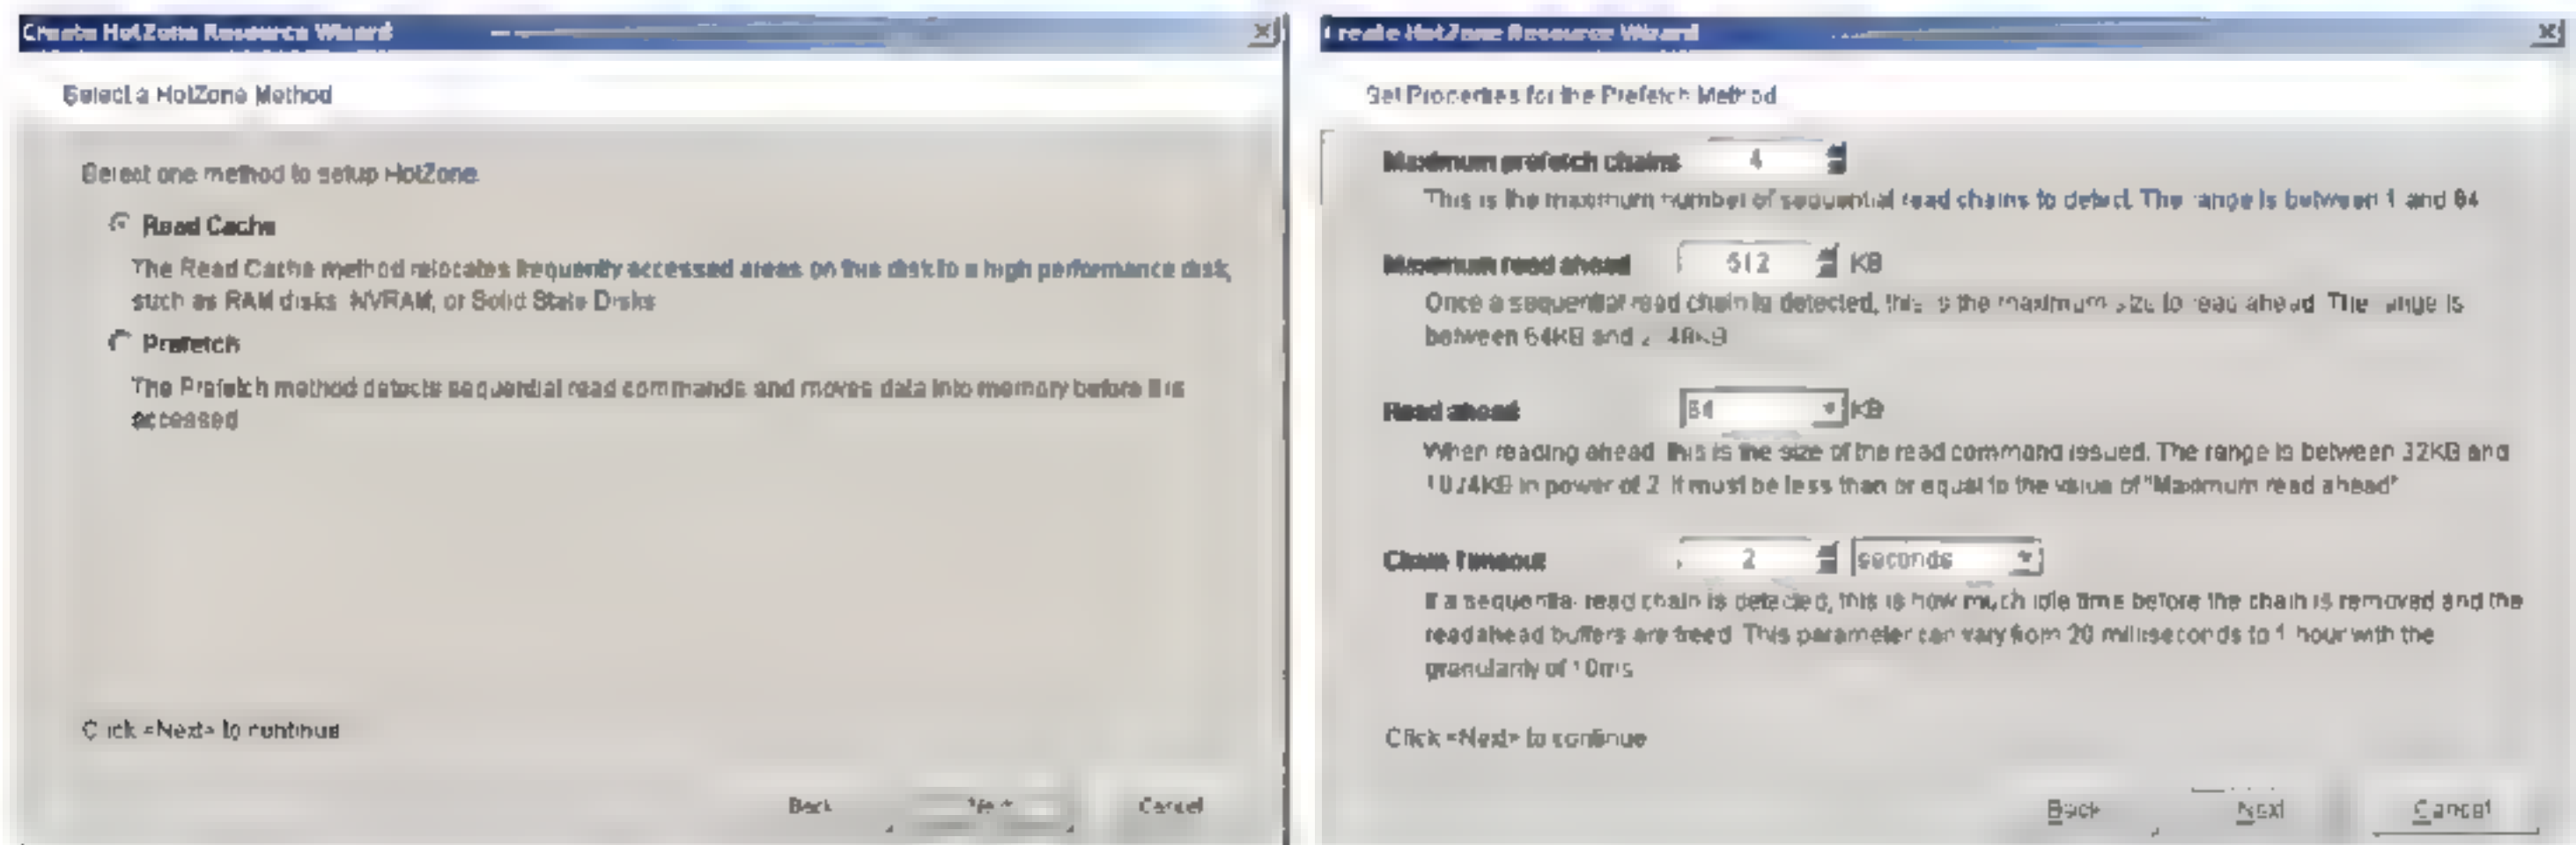 Create HotZone Resource Wizard
Select a HotZone Method
Select one method to setup HotZone
Read Cache
The Read Cache method relocates frequently accessed areas on this disk to a high performance disk,
such as RAM disks, NVRAM, or Solid State Disks
Prefetch
The Prefetch method detects sequential read commands and moves data into memory before it is
accessed
Click <Next> to continue
Back Next Cancel
Create HotZone Resource Wizard
Set Properties for the Prefetch Method
Maximum prefetch chains 4
This is the maximum number of sequential read chains to detect. The range is between 1 and 64
Maximum read ahead 512 KB
Once a sequential read chain is detected, this is the maximum size to read ahead. The range is
between 64KB and
Read ahead 64 KB
When reading ahead this is the size of the read command issued. The range is between 32KB and
1024KB in power of 2. It must be less than or equal to the value of "Maximum read ahead"
Chain Timeout 2 seconds
If a sequential read chain is detected, this is how much idle time before the chain is removed and the
readahead buffers are freed. This parameter can vary from 20 milliseconds to 1 hour with the
granularity of 10ms
Click <Next> to continue
Back Next Cancel